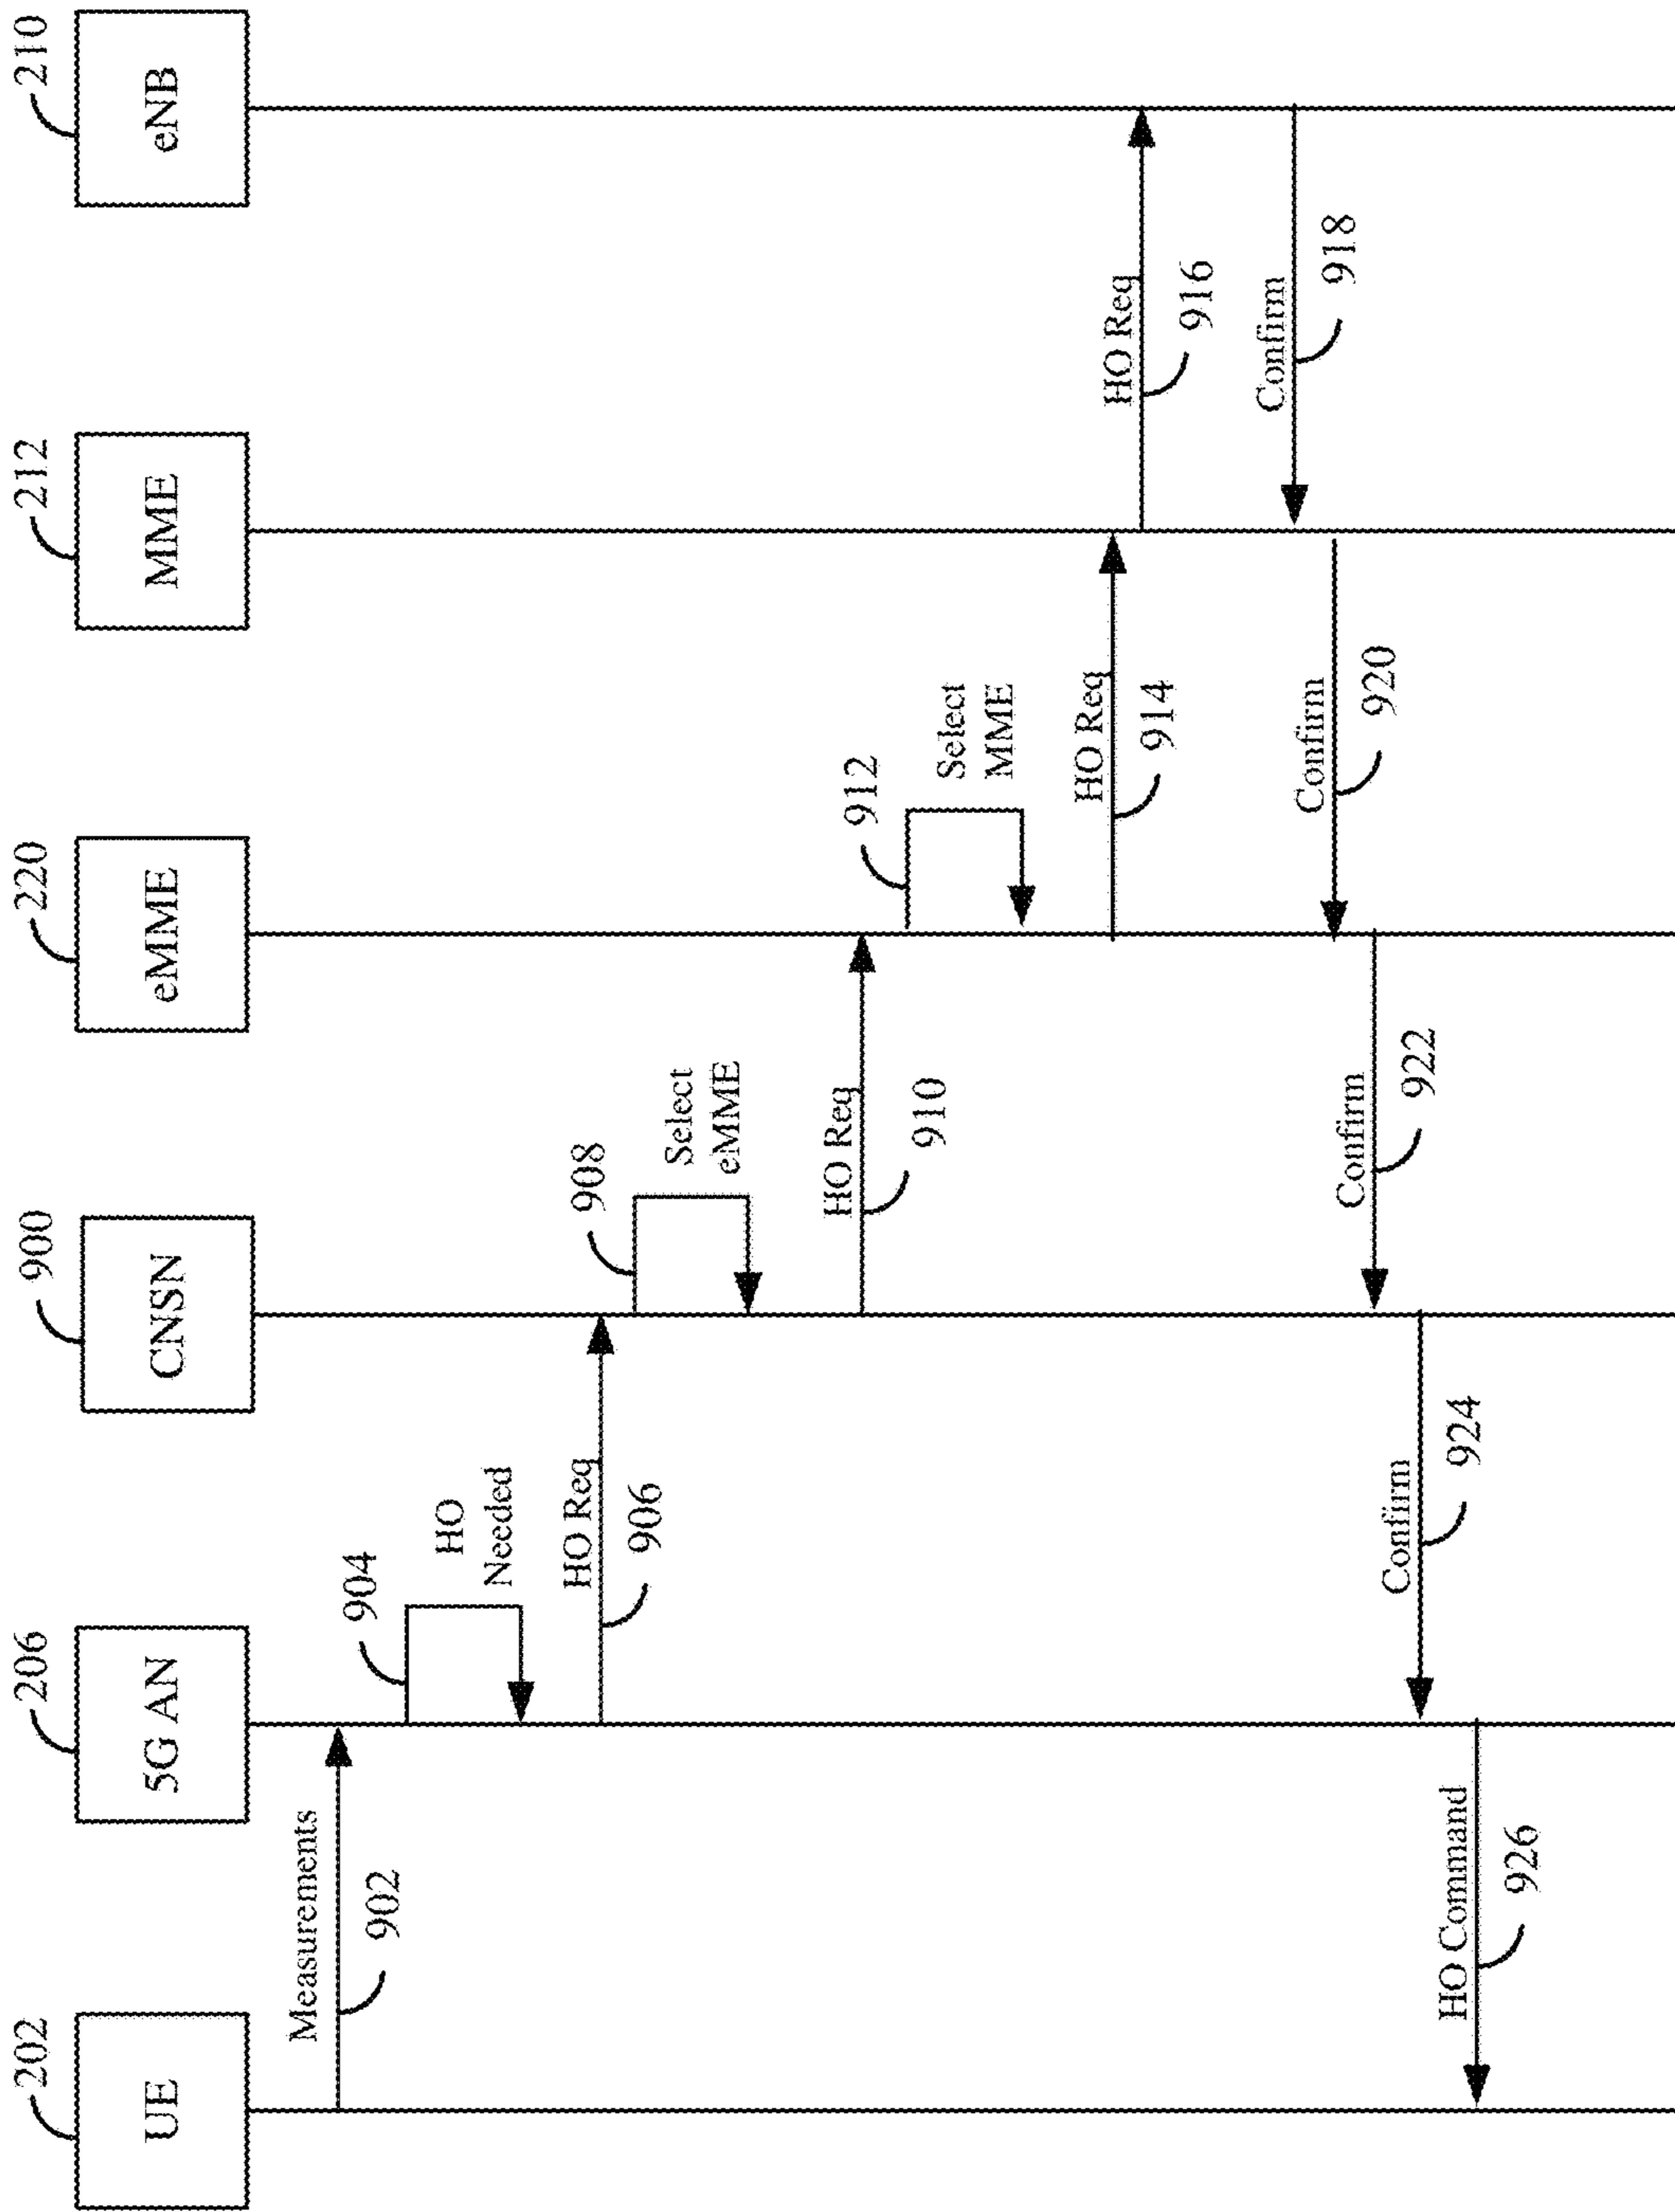 202
UE
206
5G AN
900
CNSN
220
eMME
212
MME
210
eNB
Measurements
902
904
HO
Needed
HO Req
906
908
Select
eMME
HO Req
910
912
Select
MME
HO Req
914
HO Req
916
Confirm
918
Confirm
920
Confirm
922
Confirm
924
HO Command
926